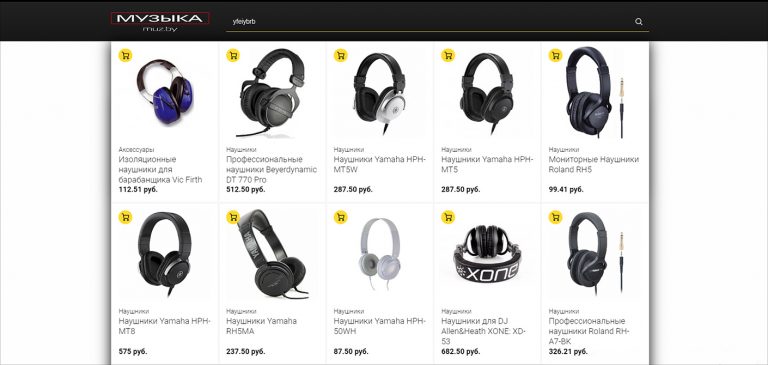 МУЗЫКА
muz.by
yfeiybrb
Аксессуары
Изоляционные
наушники для
барабанщика Vic Firth
112.51 руб.
Наушники
Профессиональные
наушники Beyerdynamic
DT 770 Pro
512.50 руб.
Наушники
Наушники Yamaha HPH-
MT5W
287.50 руб.
Наушники
Наушники Yamaha HPH-
MT5
287.50 руб.
Наушники
Мониторные Наушники
Roland RH5
99.41 руб.
Наушники
Наушники Yamaha HPH-
MT8
575 руб.
Наушники
Наушники Yamaha
RH5MA
237.50 руб.
Наушники
Наушники Yamaha HPH-
50WH
87.50 руб.
XONE
Наушники
Наушники для DJ
Allen&Heath XONE: XD-
53
682.50 руб.
Наушники
Профессиональные
наушники Roland RH-
A7-BK
326.21 руб.